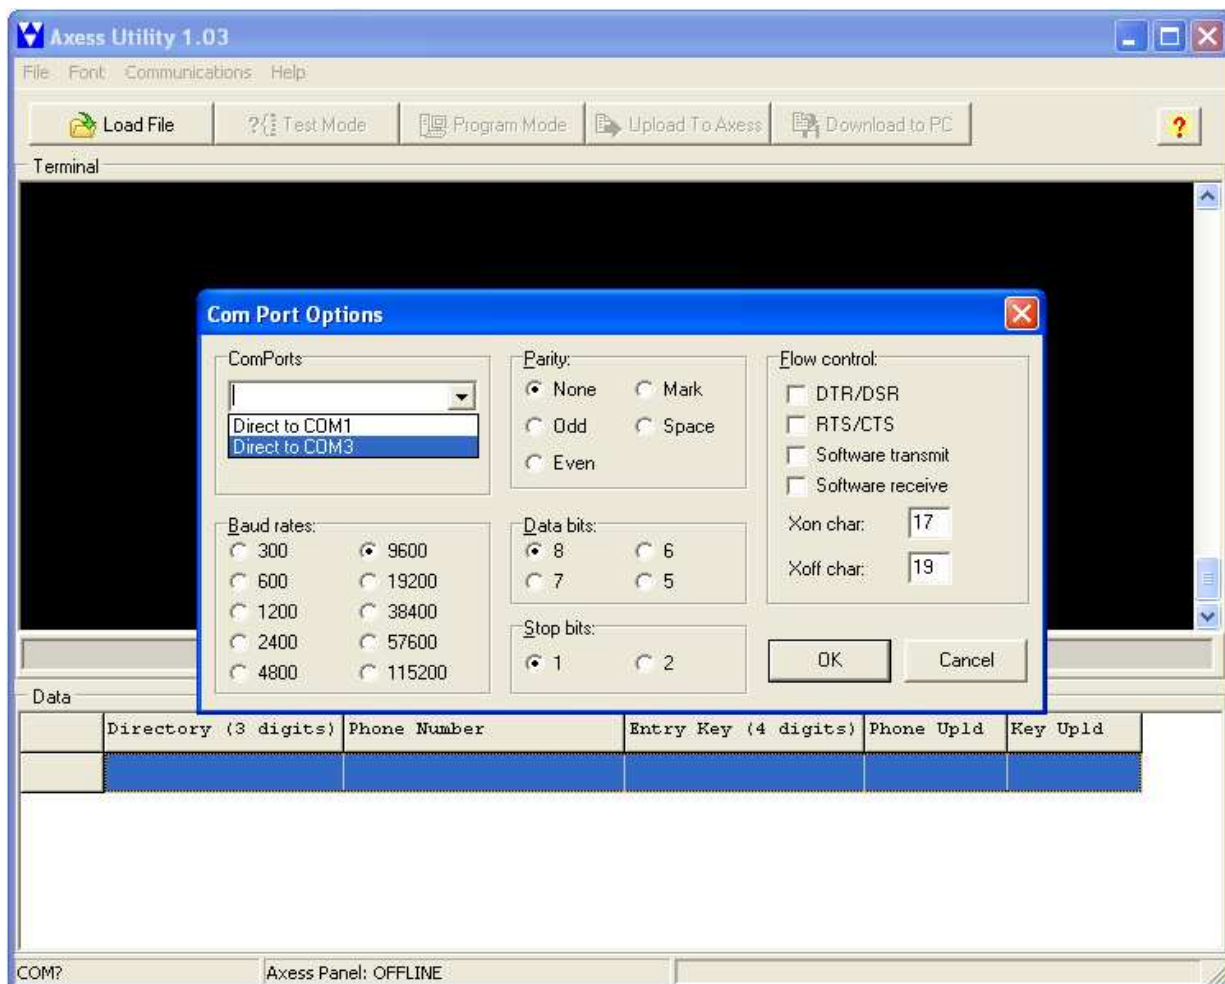 Axess Utility 1.03
File Font Communications Help
Load File ?{ Test Mode Program Mode Upload To Axess Download to PC ?
Terminal
Com Port Options
ComPorts
Direct to COM1
Direct to COM3
Parity:
None Mark
Odd Space
Even
Flow control:
DTR/DSR
RTS/CTS
Software transmit
Software receive
Xon char: 17
Xoff char: 19
Baud rates:
300 9600
600 19200
1200 38400
2400 57600
4800 115200
Data bits:
8 6
7 5
Stop bits:
1 2
OK Cancel
Data
Directory (3 digits) Phone Number Entry Key (4 digits) Phone Upld Key Upld
COM? Axess Panel: OFFLINE